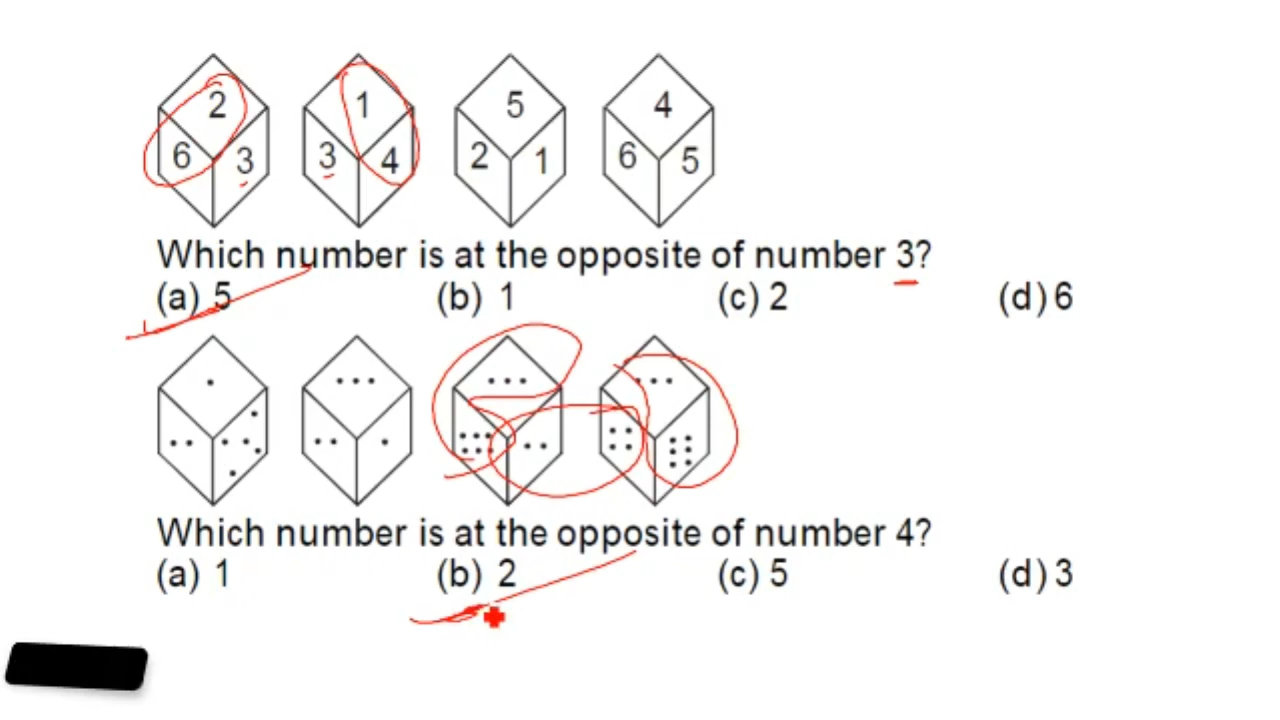 2 1 5 4
6 3 3 4 2 1 6 5
Which number is at the opposite of number 3?
(a) 5 (b) 1 (c) 2 (d) 6
Which number is at the opposite of number 4?
(a) 1 (b) 2 (c) 5 (d) 3